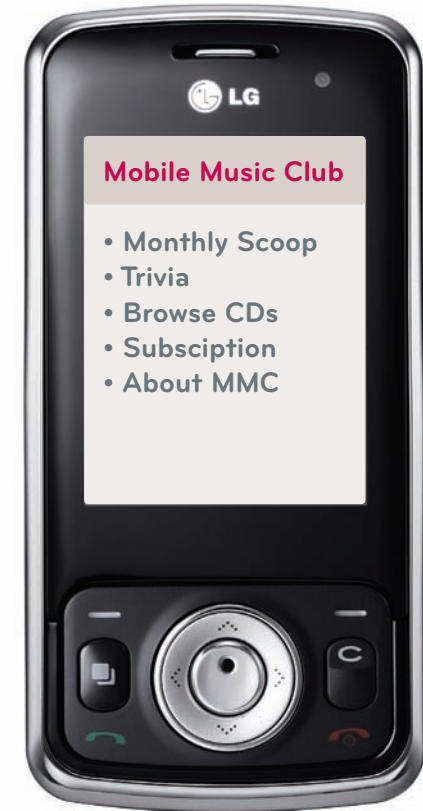 LG
Mobile Music Club
• Monthly Scoop
• Trivia
• Browse CDs
• Subsciption
• About MMC
C